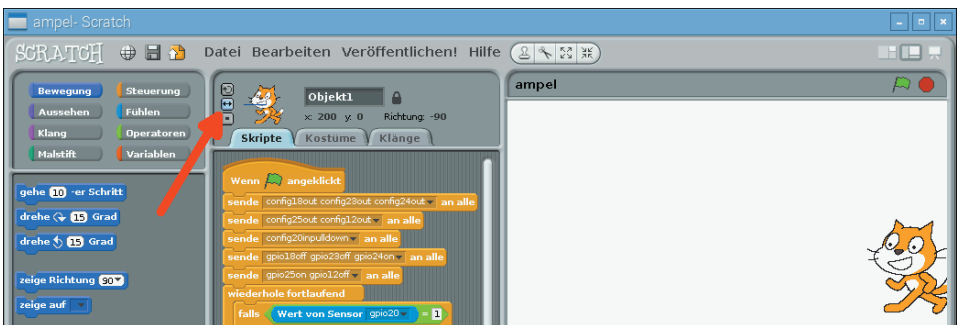 ampel- Scratch
SCRATCH Datei Bearbeiten Veröffentlichen! Hilfe
Bewegung Steuerung
Aussehen Fühlen
Klang Operatoren
Malstift Variablen
gehe 10 -er Schritt
drehe 15 Grad
drehe 15 Grad
zeige Richtung 90
zeige auf
Objekt1
x: 200 y: 0 Richtung: -90
Skripte Kostüme Klänge
Wenn angeklickt
sende config18out config23out config24out an alle
sende config25out config12out an alle
sende config20inpulldown an alle
sende gpio18off gpio23off gpio24on an alle
sende gpio25on gpio12off an alle
wiederhole fortlaufend
falls Wert von Sensor gpio20 = 1
ampel